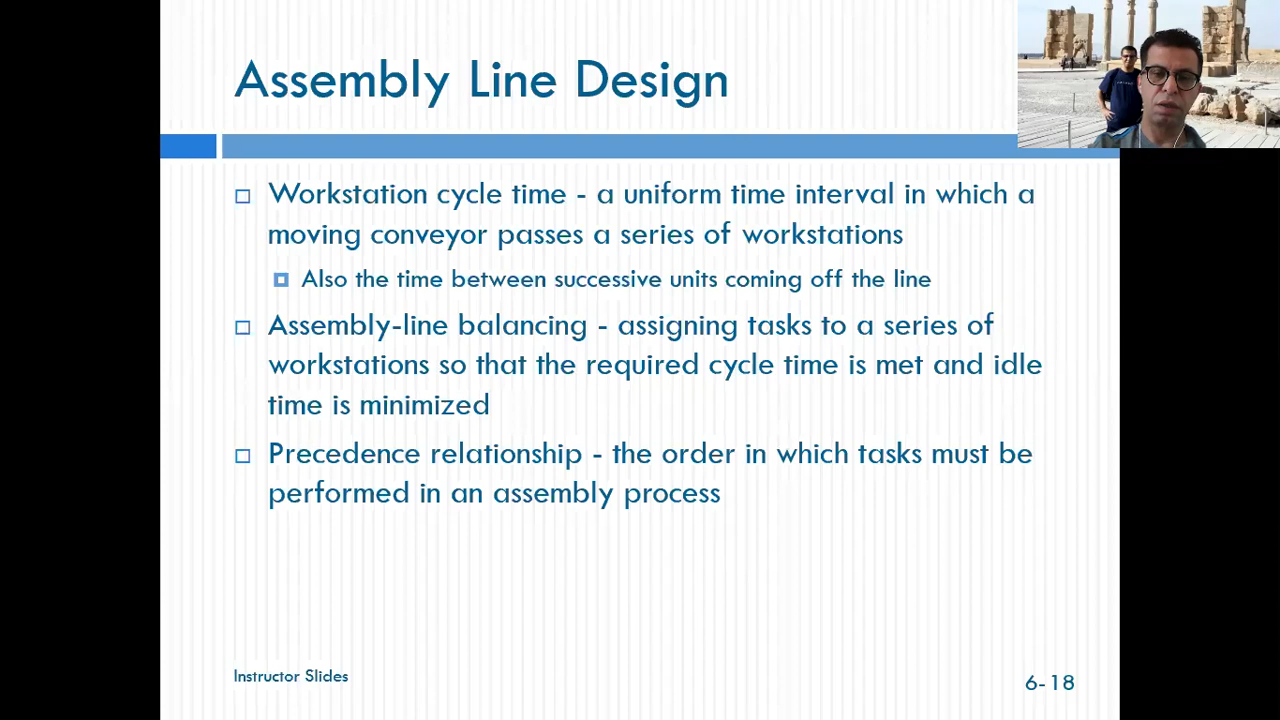 Assembly Line Design
Workstation cycle time - a uniform time interval in which a
moving conveyor passes a series of workstations
Also the time between successive units coming off the line
Assembly-line balancing - assigning tasks to a series of
workstations so that the required cycle time is met and idle
time is minimized
Precedence relationship - the order in which tasks must be
performed in an assembly process
Instructor Slides
6-18